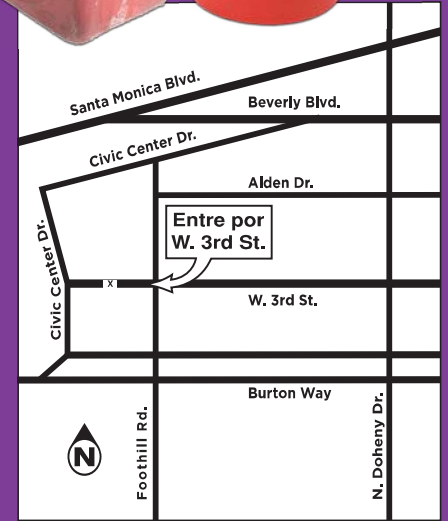 Santa Monica Blvd.
Beverly Blvd.
Civic Center Dr.
Alden Dr.
Entre por
W. 3rd St.
Civic Center Dr.
X
W. 3rd St.
Burton Way
Foothill Rd.
N. Doheny Dr.
N